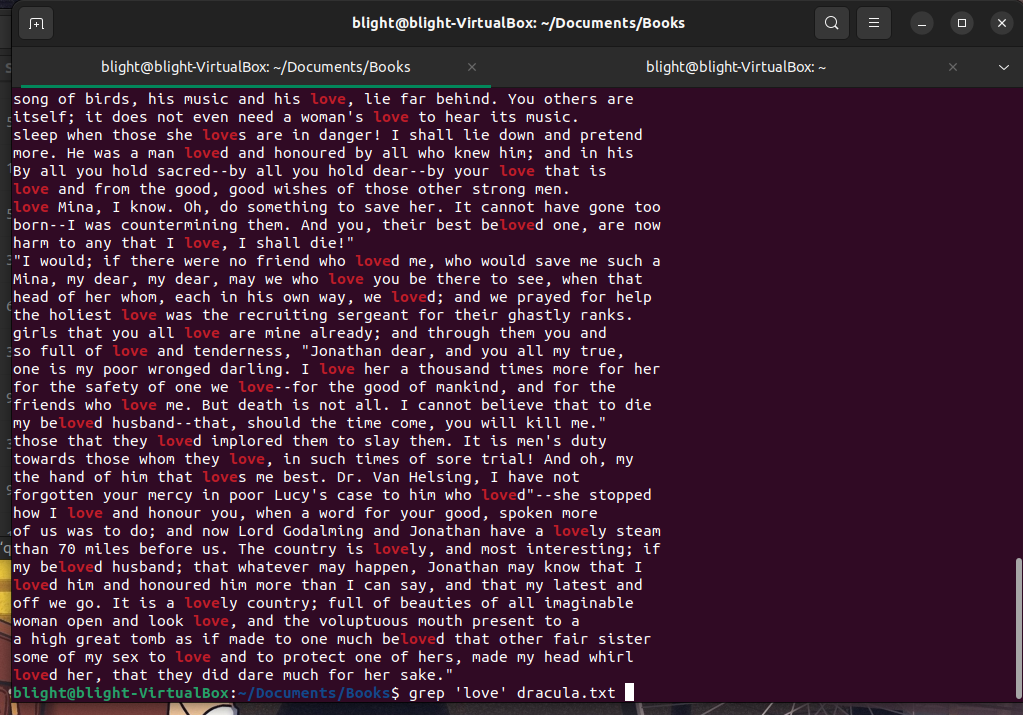 blight@blight-VirtualBox: ~/Documents/Books
blight@blight-VirtualBox: ~/Documents/Books
blight@blight-VirtualBox: ~
song of birds, his music and his love, lie far behind. You others are
itself; it does not even need a woman's love to hear its music.
sleep when those she loves are in danger! I shall lie down and pretend
more. He was a man loved and honoured by all who knew him; and in his
By all you hold sacred--by all you hold dear--by your love that is
love and from the good, good wishes of those other strong men.
love Mina, I know. Oh, do something to save her. It cannot have gone too
born--I was countermining them. And you, their best beloved one, are now
harm to any that I love, I shall die!"
"I would; if there were no friend who loved me, who would save me such a
Mina, my dear, my dear, may we who love you be there to see, when that
head of her whom, each in his own way, we loved; and we prayed for help
the holiest love was the recruiting sergeant for their ghastly ranks.
girls that you all love are mine already; and through them you and
so full of love and tenderness, "Jonathan dear, and you all my true,
one is my poor wronged darling. I love her a thousand times more for her
for the safety of one we love--for the good of mankind, and for the
friends who love me. But death is not all. I cannot believe that to die
my beloved husband--that, should the time come, you will kill me."
those that they loved implored them to slay them. It is men's duty
towards those whom they love, in such times of sore trial! And oh, my
the hand of him that loves me best. Dr. Van Helsing, I have not
forgotten your mercy in poor Lucy's case to him who loved"--she stopped
how I love and honour you, when a word for your good, spoken more
of us was to do; and now Lord Godalming and Jonathan have a lovely steam
than 70 miles before us. The country is lovely, and most interesting; if
my beloved husband; that whatever may happen, Jonathan may know that I
loved him and honoured him more than I can say, and that my latest and
off we go. It is a lovely country; full of beauties of all imaginable
woman open and look love, and the voluptuous mouth present to a
a high great tomb as if made to one much beloved that other fair sister
some of my sex to love and to protect one of hers, made my head whirl
loved her, that they did dare much for her sake."
blight@blight-VirtualBox:~/Documents/Books$ grep 'love' dracula.txt